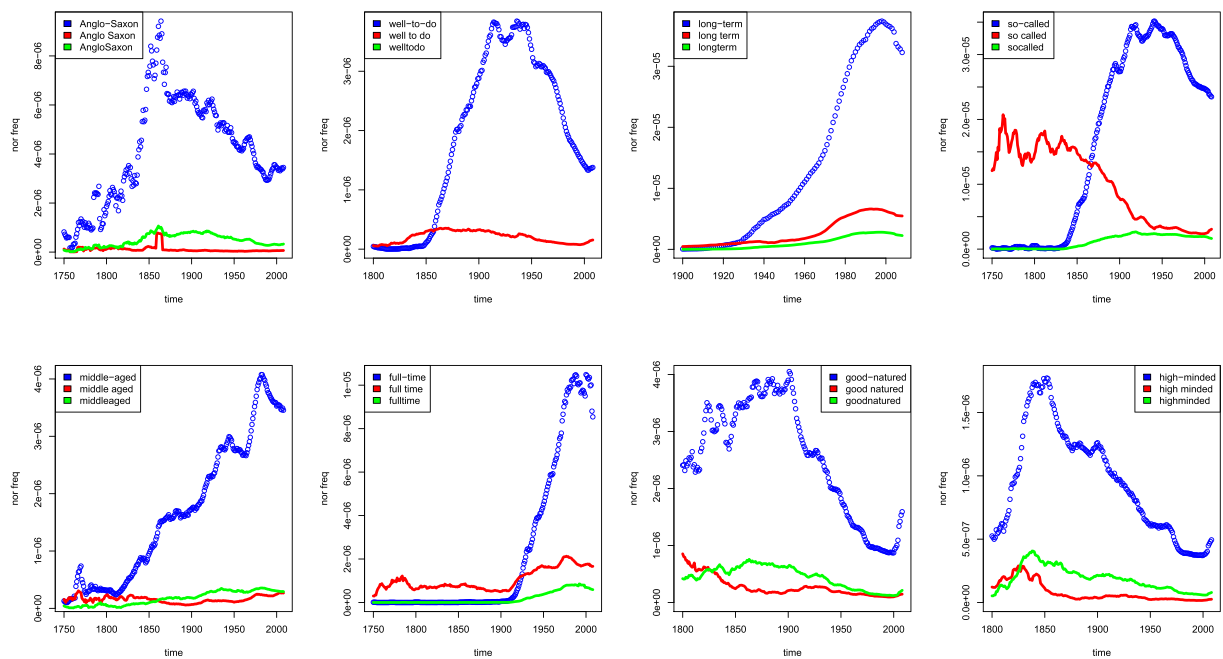 Anglo−Saxon
Anglo Saxon
AngloSaxon
nor freq
0e+00 2e−06 4e−06 6e−06 8e−06
1750 1800 1850 1900 1950 2000
time
well−to−do
well to do
welltodo
nor freq
0e+00 1e−06 2e−06 3e−06
1800 1850 1900 1950 2000
time
long−term
long term
longterm
nor freq
0e+00 1e−05 2e−05 3e−05
1900 1920 1940 1960 1980 2000
time
so−called
so called
socalled
nor freq
0.0e+00 1.0e−05 2.0e−05 3.0e−05
1750 1800 1850 1900 1950 2000
time
middle−aged
middle aged
middleaged
nor freq
0e+00 1e−06 2e−06 3e−06 4e−06
1750 1800 1850 1900 1950 2000
time
full−time
full time
fulltime
nor freq
0e+00 2e−06 4e−06 6e−06 8e−06 1e−05
1750 1800 1850 1900 1950 2000
time
good−natured
good natured
goodnatured
nor freq
0e+00 1e−06 2e−06 3e−06 4e−06
1800 1850 1900 1950 2000
time
high−minded
high minded
highminded
nor freq
0.0e+00 5.0e−07 1.0e−06 1.5e−06
1800 1850 1900 1950 2000
time